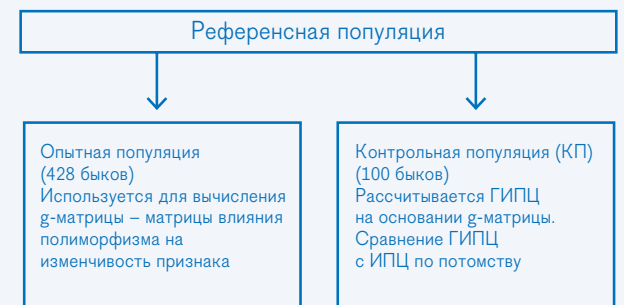 Референсная популяция
Опытная популяция
(428 быков)
Используется для вычисления
g-матрицы – матрицы влияния
полиморфизма на
изменчивость признака
Контрольная популяция (КП)
(100 быков)
Рассчитывается ГИПЦ
на основании g-матрицы.
Сравнение ГИПЦ
с ИПЦ по потомству